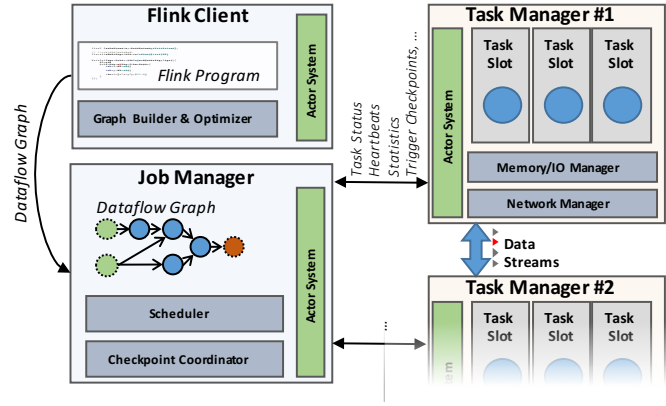 Flink Client
Flink Program
Graph Builder & Optimizer
Actor System
Dataflow Graph
Job Manager
Dataflow Graph
Scheduler
Checkpoint Coordinator
Actor System
Task Status
Heartbeats
Statistics
Trigger Checkpoints, ...
...
Task Manager #1
Actor System
Task
Slot
Task
Slot
Task
Slot
Memory/IO Manager
Network Manager
Data
Streams
Task Manager #2
Task
Slot
Task
Slot
Task
Slot